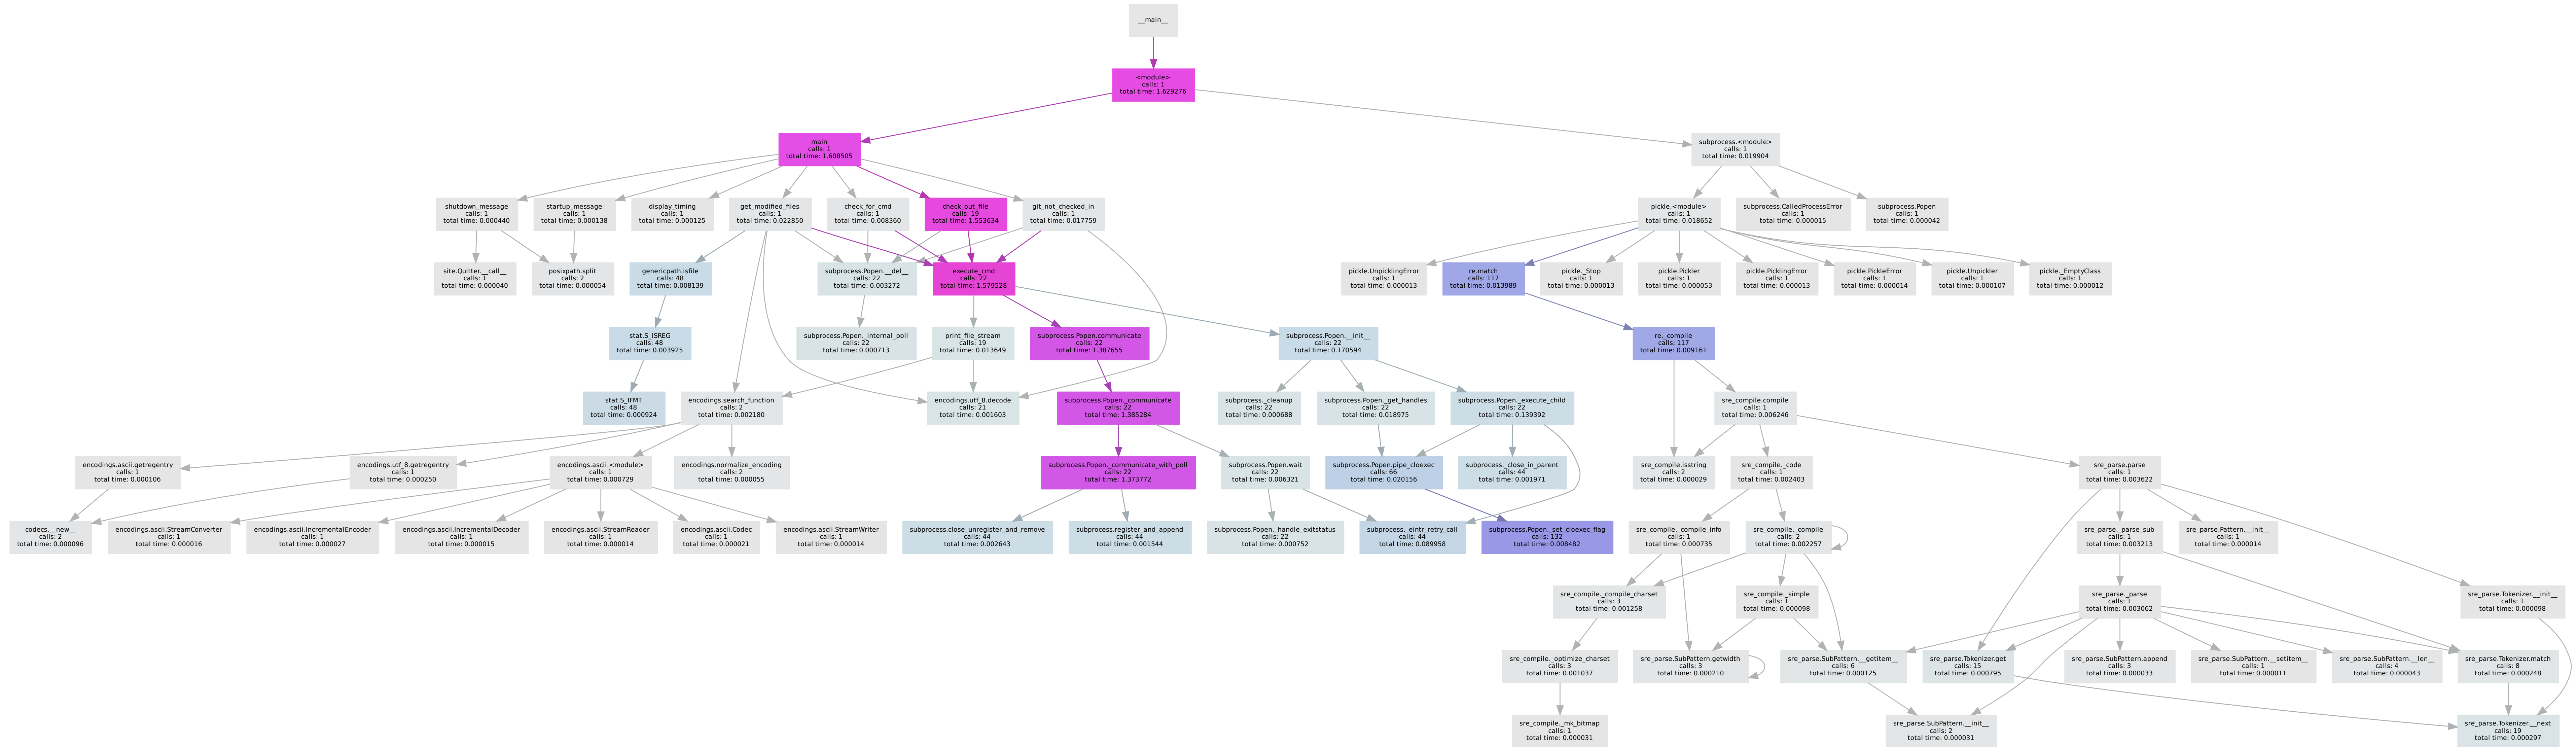 __main__
<module>
calls: 1
total time: 1.629276
main
calls: 1
total time: 1.608505
subprocess.<module>
calls: 1
total time: 0.019904
shutdown_message
calls: 1
total time: 0.000440
startup_message
calls: 1
total time: 0.000138
display_timing
calls: 1
total time: 0.000125
get_modified_files
calls: 1
total time: 0.022850
check_for_cmd
calls: 1
total time: 0.008360
check_out_file
calls: 19
total time: 1.553634
git_not_checked_in
calls: 1
total time: 0.017759
pickle.<module>
calls: 1
total time: 0.018652
subprocess.CalledProcessError
calls: 1
total time: 0.000015
subprocess.Popen
calls: 1
total time: 0.000042
site.Quitter.__call__
calls: 1
total time: 0.000040
posixpath.split
calls: 2
total time: 0.000054
genericpath.isfile
calls: 48
total time: 0.008139
subprocess.Popen.__del__
calls: 22
total time: 0.003272
execute_cmd
calls: 22
total time: 1.579528
pickle.UnpicklingError
calls: 1
total time: 0.000013
re.match
calls: 117
total time: 0.013989
pickle._Stop
calls: 1
total time: 0.000013
pickle.Pickler
calls: 1
total time: 0.000053
pickle.PicklingError
calls: 1
total time: 0.000013
pickle.PickleError
calls: 1
total time: 0.000014
pickle.Unpickler
calls: 1
total time: 0.000107
pickle._EmptyClass
calls: 1
total time: 0.000012
stat.S_ISREG
calls: 48
total time: 0.003925
subprocess.Popen._internal_poll
calls: 22
total time: 0.000713
print_file_stream
calls: 19
total time: 0.013649
subprocess.Popen.communicate
calls: 22
total time: 1.387655
subprocess.Popen.__init__
calls: 22
total time: 0.170594
re._compile
calls: 117
total time: 0.009161
stat.S_IFMT
calls: 48
total time: 0.000924
encodings.search_function
calls: 2
total time: 0.002180
encodings.utf_8.decode
calls: 21
total time: 0.001603
subprocess.Popen._communicate
calls: 22
total time: 1.385284
subprocess._cleanup
calls: 22
total time: 0.000688
subprocess.Popen._get_handles
calls: 22
total time: 0.018975
subprocess.Popen._execute_child
calls: 22
total time: 0.139392
sre_compile.compile
calls: 1
total time: 0.006246
encodings.ascii.getregentry
calls: 1
total time: 0.000106
encodings.utf_8.getregentry
calls: 1
total time: 0.000250
encodings.ascii.<module>
calls: 1
total time: 0.000729
encodings.normalize_encoding
calls: 2
total time: 0.000055
subprocess.Popen._communicate_with_poll
calls: 22
total time: 1.373772
subprocess.Popen.wait
calls: 22
total time: 0.006321
subprocess.Popen.pipe_cloexec
calls: 66
total time: 0.020156
subprocess._close_in_parent
calls: 44
total time: 0.001971
sre_compile.isstring
calls: 2
total time: 0.000029
sre_compile._code
calls: 1
total time: 0.002403
sre_parse.parse
calls: 1
total time: 0.003622
codecs.__new__
calls: 2
total time: 0.000096
encodings.ascii.StreamConverter
calls: 1
total time: 0.000016
encodings.ascii.IncrementalEncoder
calls: 1
total time: 0.000027
encodings.ascii.IncrementalDecoder
calls: 1
total time: 0.000015
encodings.ascii.StreamReader
calls: 1
total time: 0.000014
encodings.ascii.Codec
calls: 1
total time: 0.000021
encodings.ascii.StreamWriter
calls: 1
total time: 0.000014
subprocess.close_unregister_and_remove
calls: 44
total time: 0.002643
subprocess.register_and_append
calls: 44
total time: 0.001544
subprocess.Popen._handle_exitstatus
calls: 22
total time: 0.000752
subprocess._eintr_retry_call
calls: 44
total time: 0.089958
subprocess.Popen._set_cloexec_flag
calls: 132
total time: 0.008482
sre_compile._compile_info
calls: 1
total time: 0.000735
sre_compile._compile
calls: 2
total time: 0.002257
sre_parse._parse_sub
calls: 1
total time: 0.003213
sre_parse.Pattern.__init__
calls: 1
total time: 0.000014
sre_compile._compile_charset
calls: 3
total time: 0.001258
sre_compile._simple
calls: 1
total time: 0.000098
sre_parse._parse
calls: 1
total time: 0.003062
sre_parse.Tokenizer.__init__
calls: 1
total time: 0.000098
sre_compile._optimize_charset
calls: 3
total time: 0.001037
sre_parse.SubPattern.getwidth
calls: 3
total time: 0.000210
sre_parse.SubPattern.__getitem__
calls: 6
total time: 0.000125
sre_parse.Tokenizer.get
calls: 15
total time: 0.000795
sre_parse.SubPattern.append
calls: 3
total time: 0.000033
sre_parse.SubPattern.__setitem__
calls: 1
total time: 0.000011
sre_parse.SubPattern.__len__
calls: 4
total time: 0.000043
sre_parse.Tokenizer.match
calls: 8
total time: 0.000248
sre_compile._mk_bitmap
calls: 1
total time: 0.000031
sre_parse.SubPattern.__init__
calls: 2
total time: 0.000031
sre_parse.Tokenizer.__next
calls: 19
total time: 0.000297